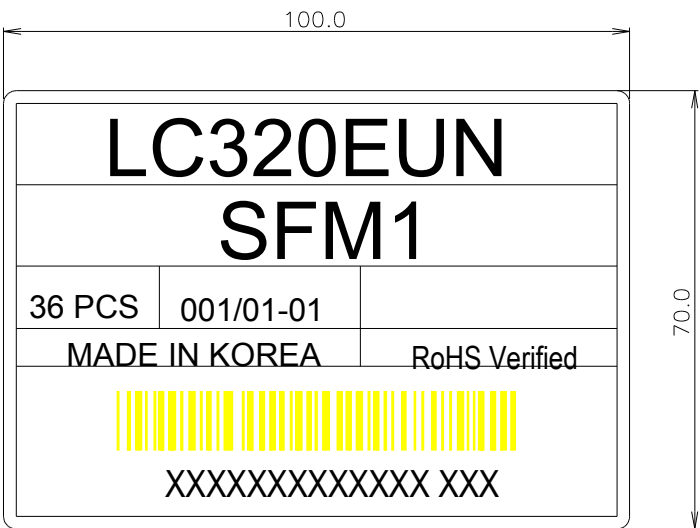 100.0
LC320EUN
SFM1
36 PCS 001/01-01
MADE IN KOREA RoHS Verified
70.0
XXXXXXXXXXXXX XXX